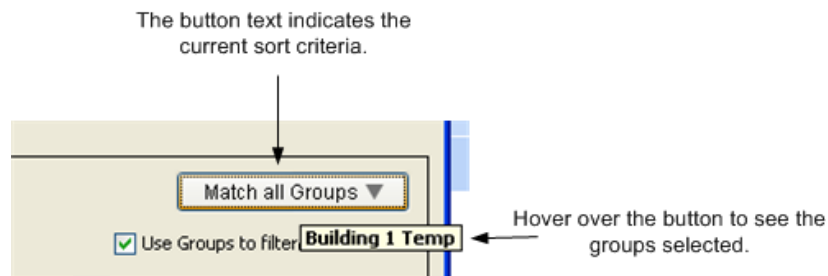 The button text indicates the
current sort criteria.
Match all Groups
Use Groups to filter
Building 1 Temp
Hover over the button to see the
groups selected.